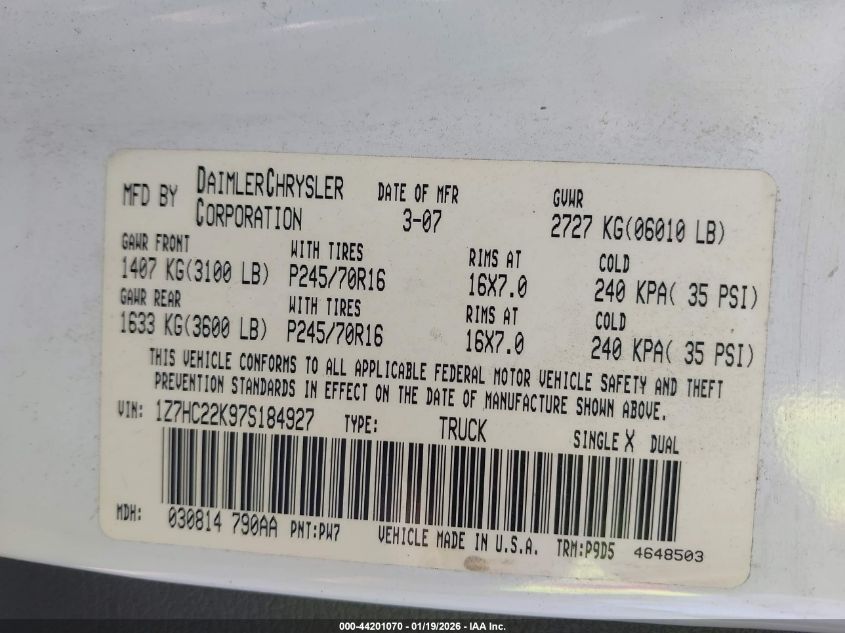 MFD BY DAIMLERCHRYSLER CORPORATION DATE OF MFR 3-07 GVWR 2727 KG(06010 LB)
GAWR FRONT WITH TIRES RIMS AT COLD
1407 KG(3100 LB) P245/70R16 16X7.0 240 KPA( 35 PSI)
GAWR REAR WITH TIRES RIMS AT COLD
1633 KG(3600 LB) P245/70R16 16X7.0 240 KPA( 35 PSI)
THIS VEHICLE CONFORMS TO ALL APPLICABLE FEDERAL MOTOR VEHICLE SAFETY AND THEFT
PREVENTION STANDARDS IN EFFECT ON THE DATE OF MANUFACTURE SHOWN ABOVE.
VIN: 1Z7HC22K97S184927 TYPE: TRUCK SINGLE X DUAL
MDH: 030814 790AA PNT:PW7 VEHICLE MADE IN U.S.A. TRM:P9D5 4648503
000-44201070 - 01/19/2026 - IAA Inc.